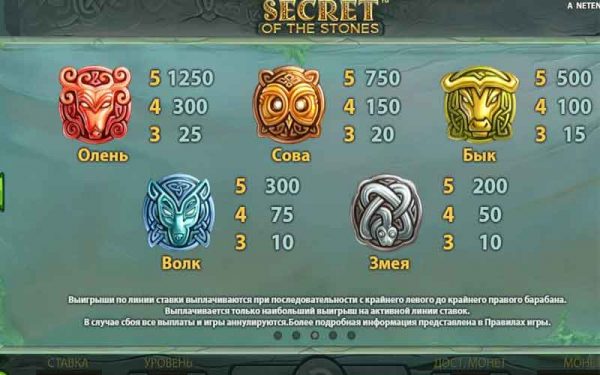 SECRET™
OF THE STONES
A NETEN
5 1250
4 300
3 25
Олень
5 750
4 150
3 20
Сова
5 500
4 100
3 15
Бык
5 300
4 75
3 10
Волк
5 200
4 50
3 10
Змея
Выигрыши по линии ставки выплачиваются при последовательности с крайнего левого до крайнего правого барабана.
Выплачивается только наибольший выигрыш на активной линии ставок.
В случае сбоя все выплаты и игры аннулируются.Более подробная информация представлена в Правилах игры.
СТАВКА УРОВЕНЬ ДОСТ. МОНЕТ МОНЕ